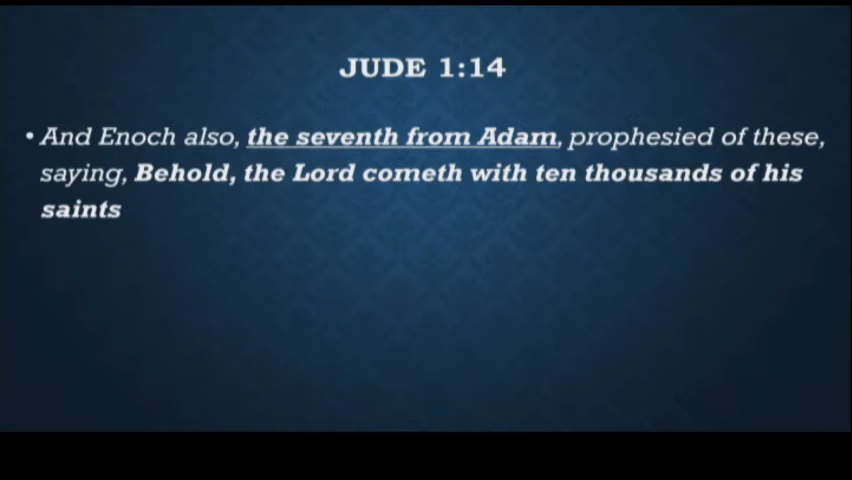 JUDE 1:14
• And Enoch also, the seventh from Adam, prophesied of these,
saying, Behold, the Lord cometh with ten thousands of his
saints